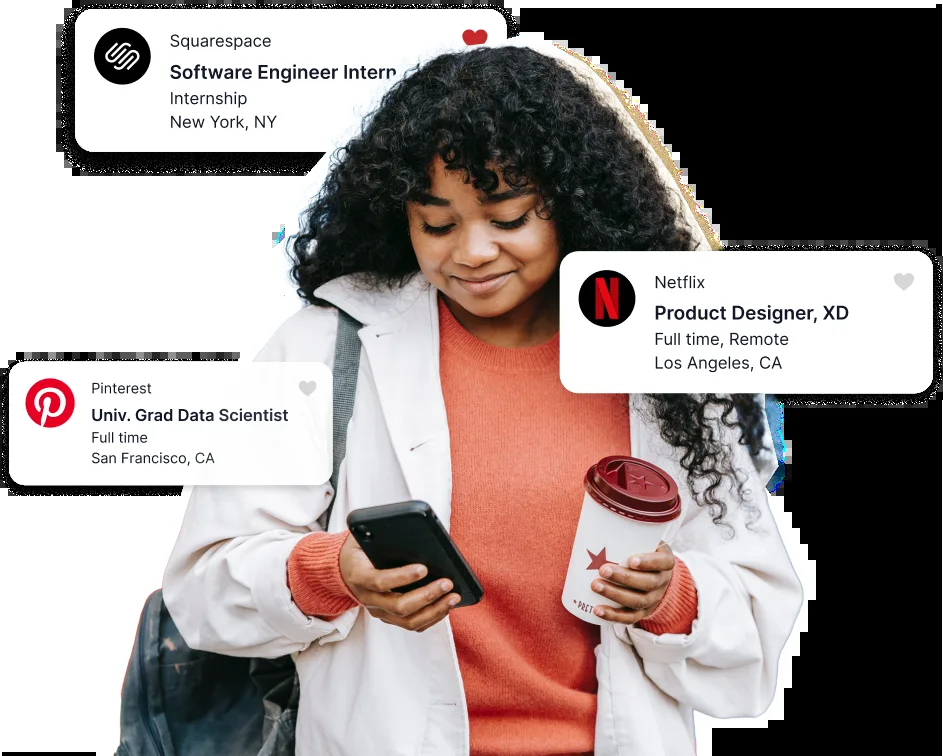 Squarespace
Software Engineer Intern
Internship
New York, NY
Netflix
Product Designer, XD
Full time, Remote
Los Angeles, CA
Pinterest
Univ. Grad Data Scientist
Full time
San Francisco, CA